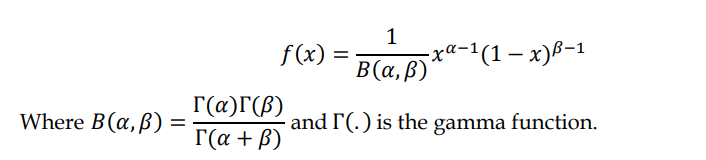 f(x) = 1/B(α, β) x^{α−1}(1 − x)^{β−1}
Where B(α, β) = Γ(α)Γ(β)/Γ(α + β) and Γ(.) is the gamma function.